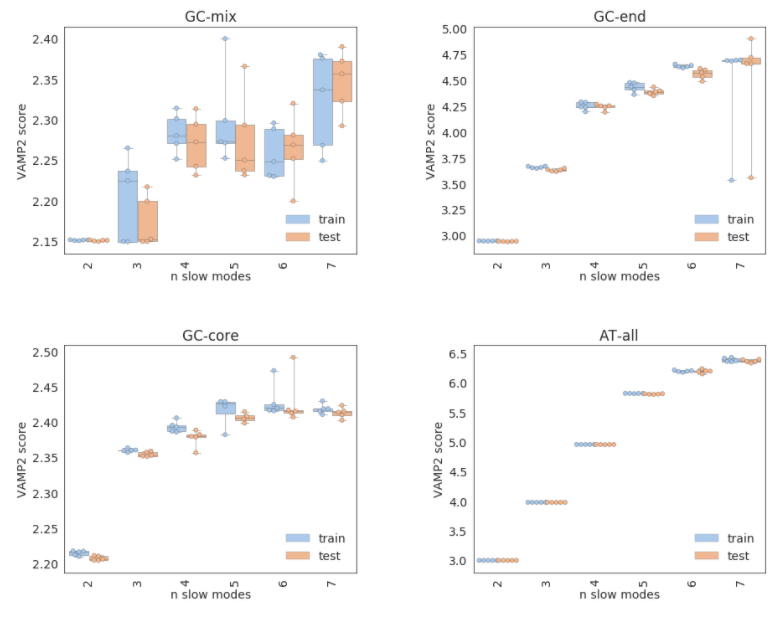 GC-mix
VAMP2 score
2.40
2.35
2.30
2.25
2.20
2.15
train
test
2 3 4 5 6 7
n slow modes
GC-end
VAMP2 score
5.00
4.75
4.50
4.25
4.00
3.75
3.50
3.25
3.00
train
test
2 3 4 5 6 7
n slow modes
GC-core
VAMP2 score
2.50
2.45
2.40
2.35
2.30
2.25
2.20
train
test
2 3 4 5 6 7
n slow modes
AT-all
VAMP2 score
6.5
6.0
5.5
5.0
4.5
4.0
3.5
3.0
train
test
2 3 4 5 6 7
n slow modes